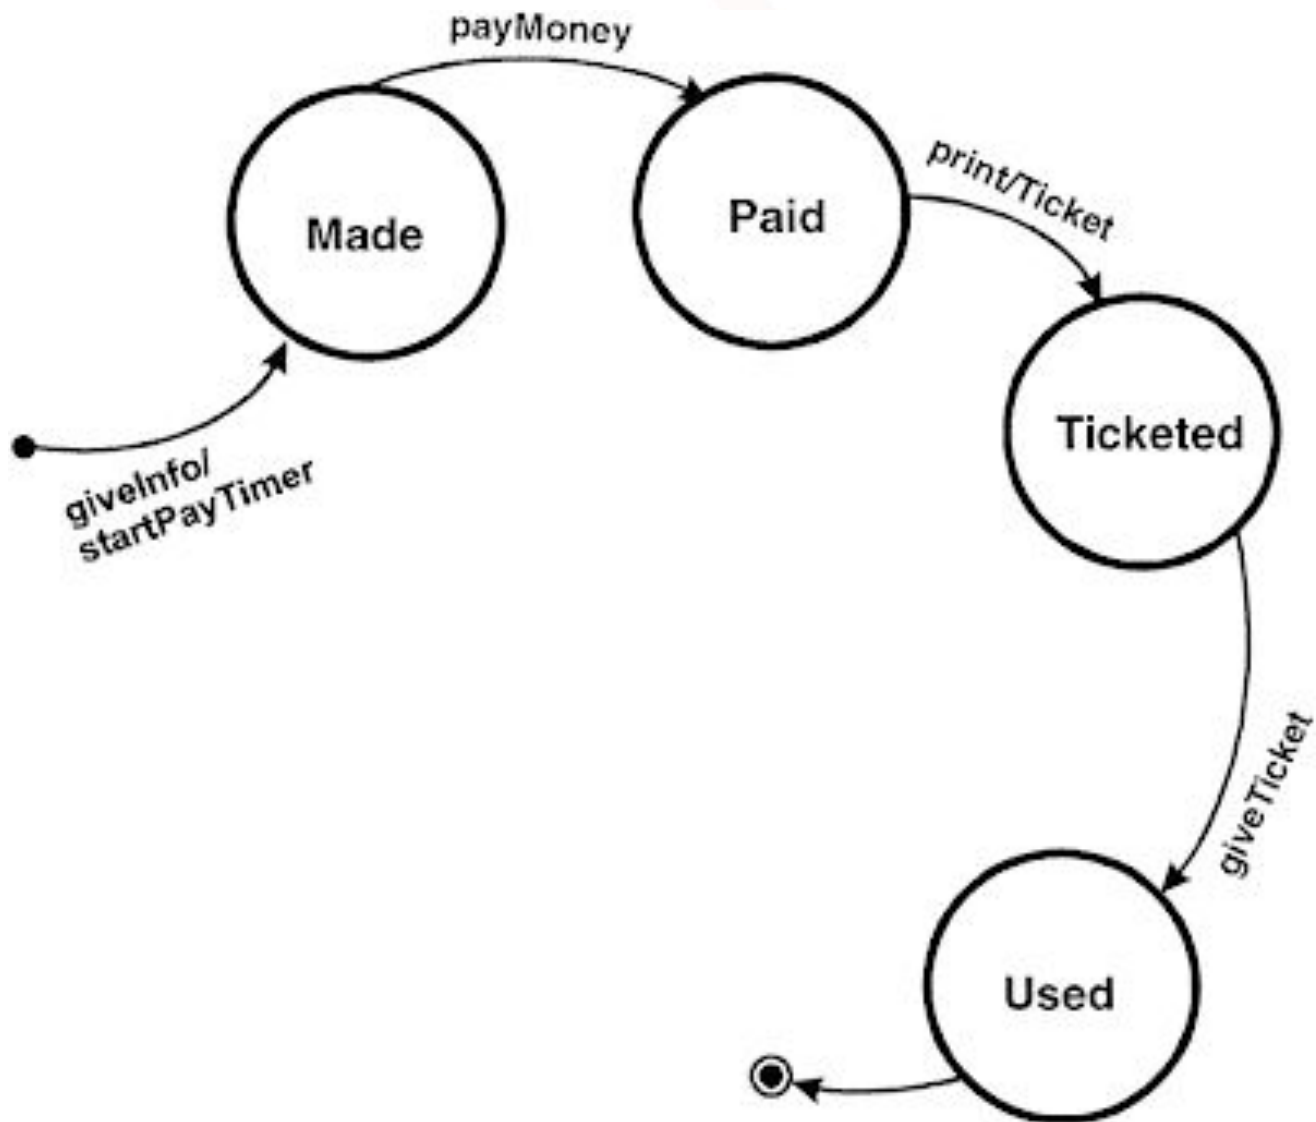 payMoney
print/Ticket
Made
Paid
Ticketed
giveInfo/
startPayTimer
giveTicket
Used